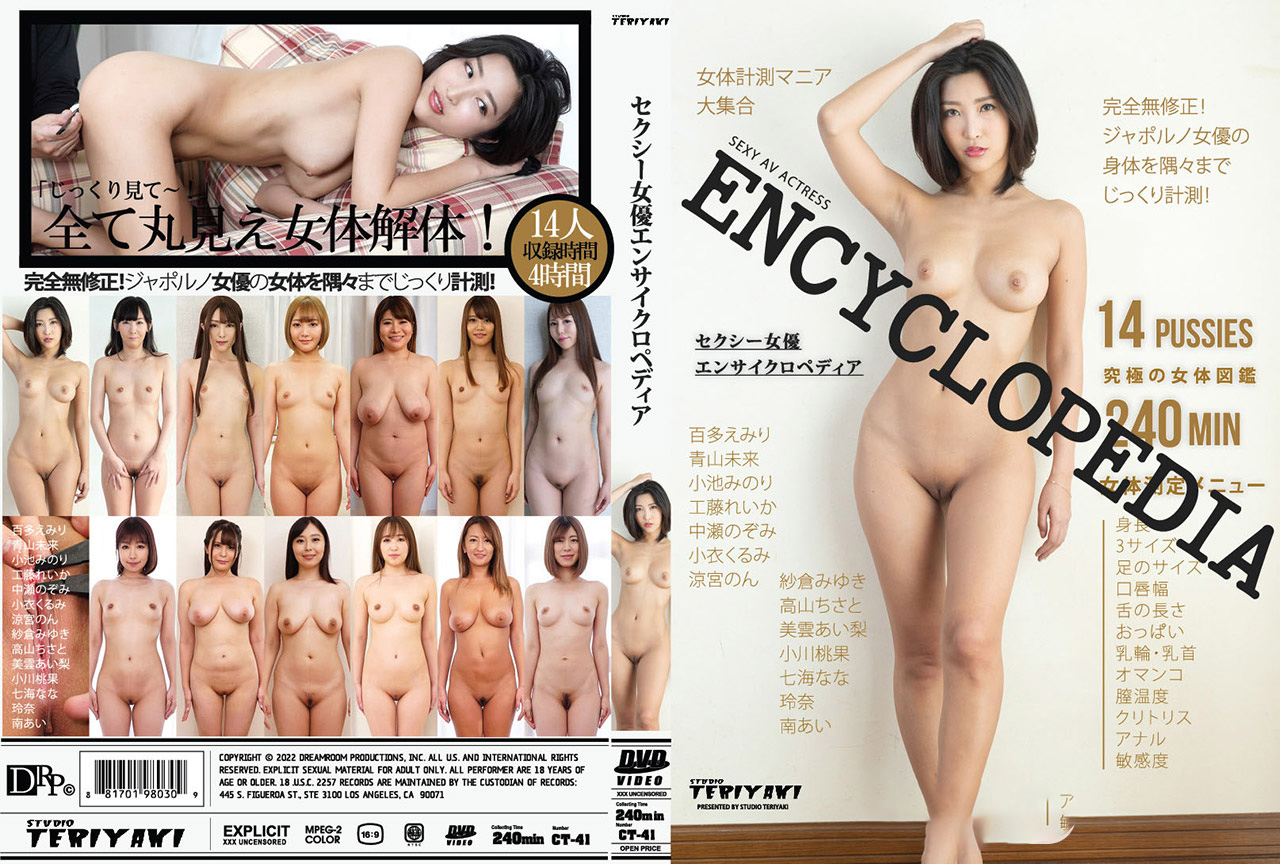 「じっくり見て〜!」
全て丸見え女体解体!
14人
収録時間
4時間
完全無修正!ジャポルノ女優の女体を隅々までじっくり計測!
百多えみり
青山未来
小池みのり
工藤れいか
中瀬のぞみ
小衣くるみ
涼宮のん
紗倉みゆき
高山ちさと
美雲あい梨
小川桃果
七海なな
玲奈
南あい
DRP©
8 81701 98030 9
COPYRIGHT © 2022 DREAMROOM PRODUCTIONS, INC. ALL U.S. AND INTERNATIONAL RIGHTS
RESERVED. EXPLICIT SEXUAL MATERIAL FOR ADULT ONLY. ALL PERFORMER ARE 18 YEARS OF
AGE OR OLDER. 18 .U.S.C. 2257 RECORDS ARE MAINTAINED BY THE CUSTODIAN OF RECORDS:
445 S. FIGUEROA ST., STE 3100 LOS ANGELES, CA 90071
STUDIO
TERIYAKI
EXPLICIT
XXX UNCENSORED
MPEG-2
COLOR
16:9
NTSC
DVD
VIDEO
Collecting Time
240min
Number
CT-41
STUDIO
TERIYAKI
セクシー女優エンサイクロペディア
DVD
VIDEO
XXX UNCENSORED
Collecting Time
240min
Number
CT-41
OPEN PRICE
女体計測マニア
大集合
SEXY AV ACTRESS
ENCYCLOPEDIA
完全無修正!
ジャポルノ女優の
身体を隅々まで
じっくり計測!
セクシー女優
エンサイクロペディア
14 PUSSIES
究極の女体図鑑
240 MIN
女体測定メニュー
身長
3サイズ
足のサイズ
口唇幅
舌の長さ
おっぱい
乳輪・乳首
オマンコ
膣温度
クリトリス
アナル
敏感度
百多えみり
青山未来
小池みのり
工藤れいか
中瀬のぞみ
小衣くるみ
涼宮のん
紗倉みゆき
高山ちさと
美雲あい梨
小川桃果
七海なな
玲奈
南あい
STUDIO
TERIYAKI
PRESENTED BY STUDIO TERIYAKI